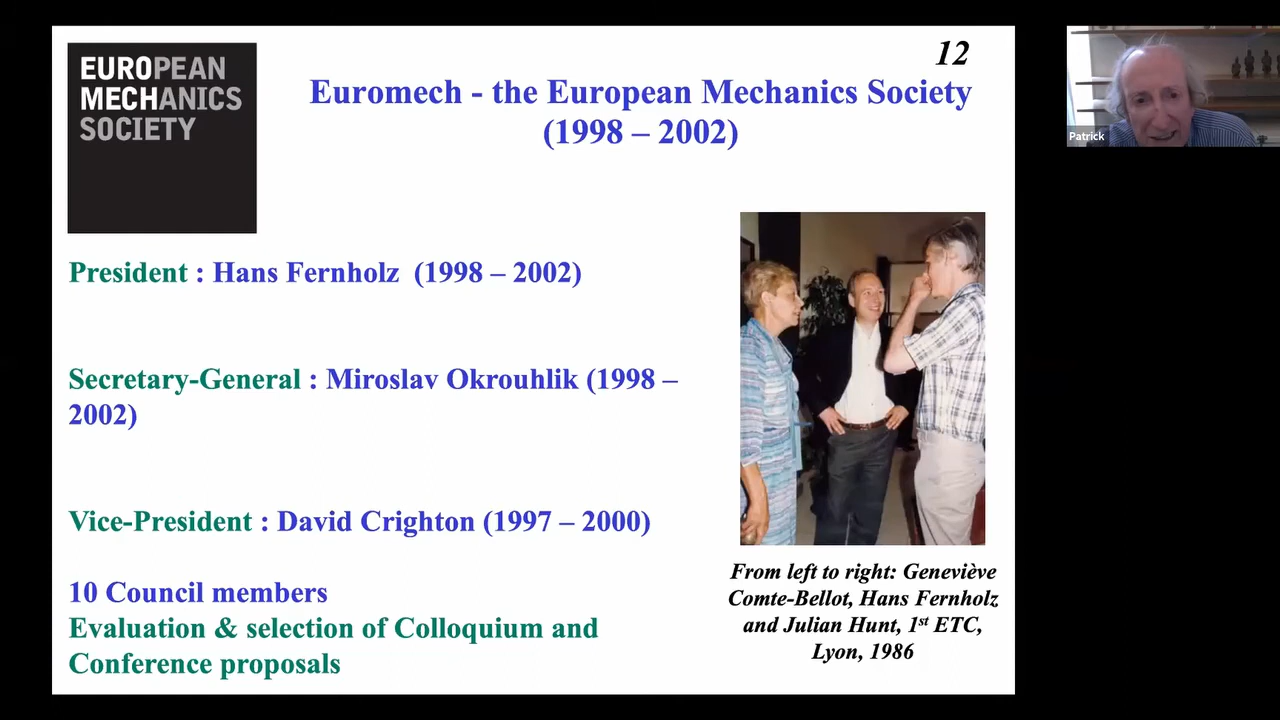 EUROPEAN
MECHANICS
SOCIETY
12
Euromech - the European Mechanics Society
(1998 – 2002)
Patrick
President : Hans Fernholz (1998 – 2002)
Secretary-General : Miroslav Okrouhlik (1998 –
2002)
Vice-President : David Crighton (1997 – 2000)
10 Council members
Evaluation & selection of Colloquium and
Conference proposals
From left to right: Geneviève
Comte-Bellot, Hans Fernholz
and Julian Hunt, 1st ETC,
Lyon, 1986